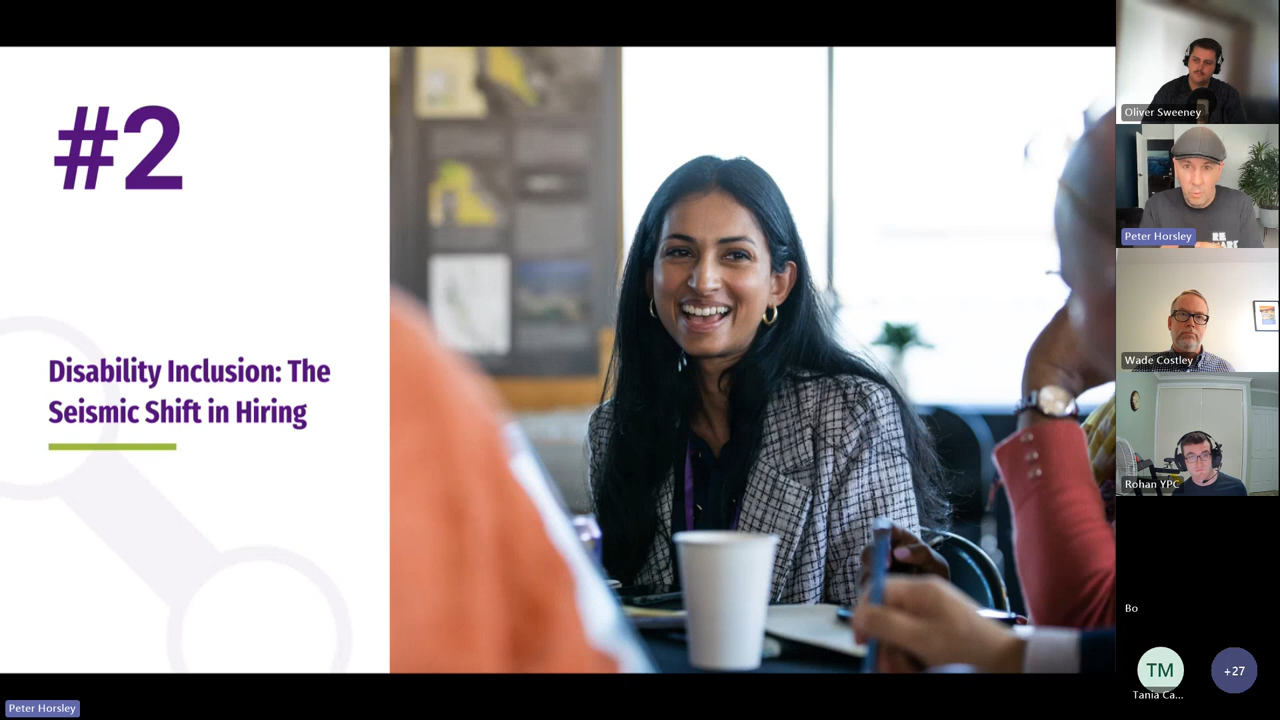 #2
Disability Inclusion: The
Seismic Shift in Hiring
Oliver Sweeney
Peter Horsley
Wade Costley
Rohan YPC
Bo
TM
Tania Ca...
+27
Peter Horsley